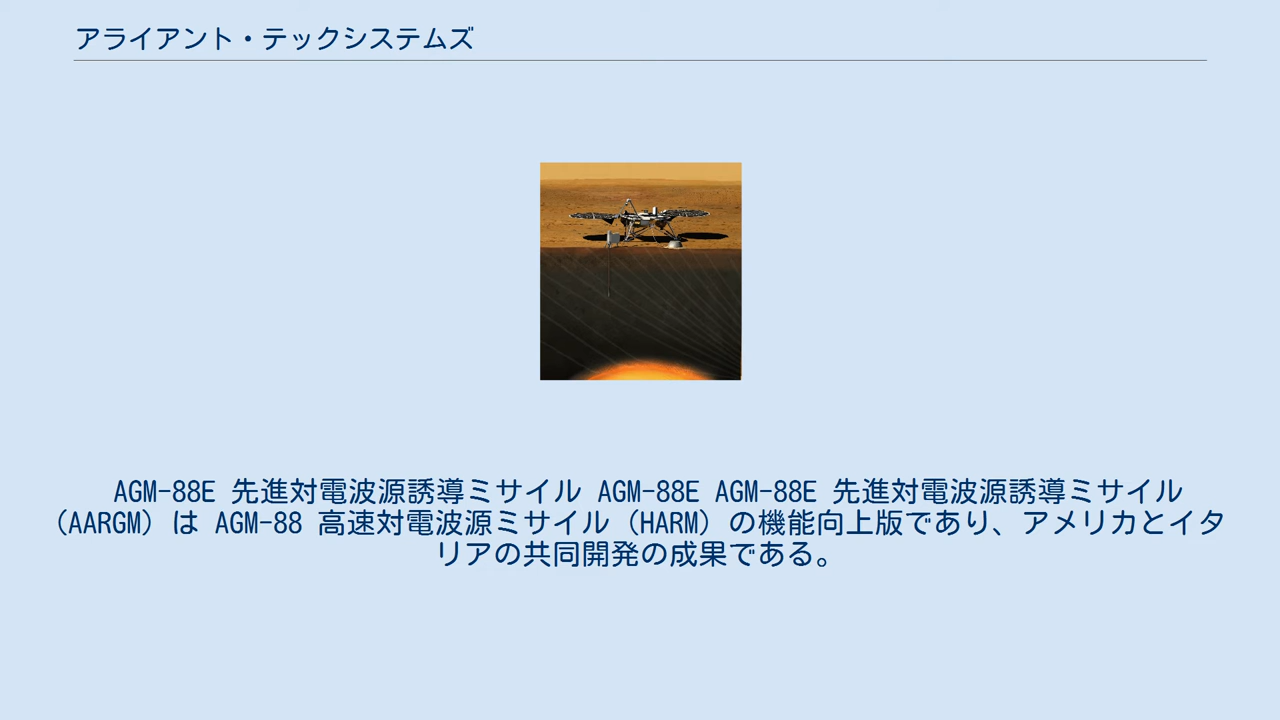 アライアント・テックシステムズ
AGM-88E 先進対電波源誘導ミサイル AGM-88E AGM-88E 先進対電波源誘導ミサイル
(AARGM) は AGM-88 高速対電波源ミサイル (HARM) の機能向上版であり、アメリカとイタ
リアの共同開発の成果である。